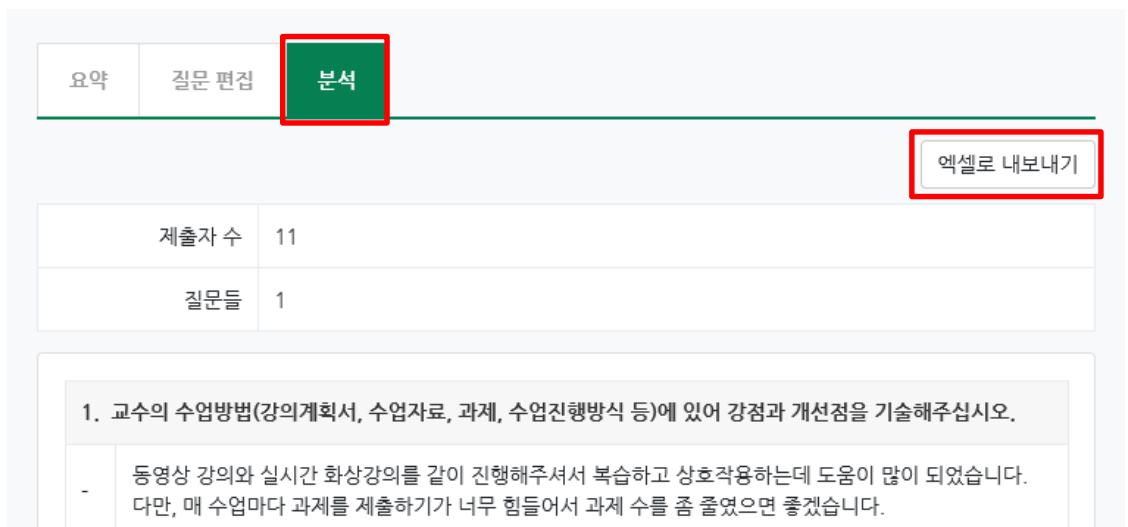 요약 질문 편집 분석
엑셀로 내보내기
제출자 수 11
질문들 1
1. 교수의 수업방법(강의계획서, 수업자료, 과제, 수업진행방식 등)에 있어 강점과 개선점을 기술해주십시오.
- 동영상 강의와 실시간 화상강의를 같이 진행해주셔서 복습하고 상호작용하는데 도움이 많이 되었습니다.
다만, 매 수업마다 과제를 제출하기가 너무 힘들어서 과제 수를 좀 줄였으면 좋겠습니다.